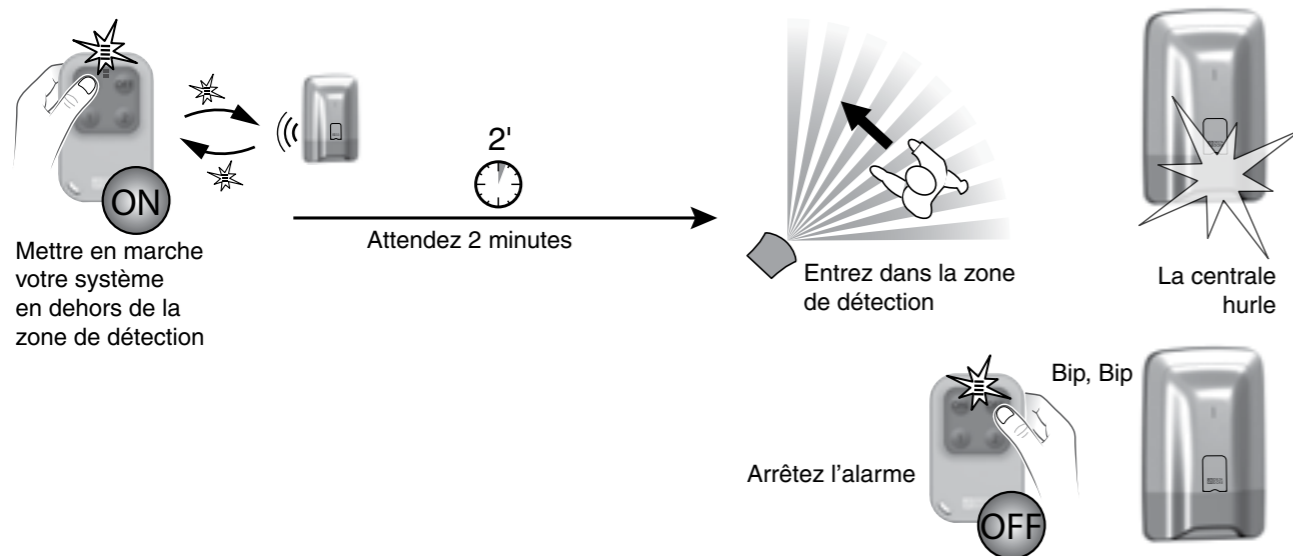 ON
Mettre en marche
votre système
en dehors de la
zone de détection
2'
Attendez 2 minutes
Entrez dans la zone
de détection
La centrale
hurle
Arrêtez l'alarme
OFF
Bip, Bip